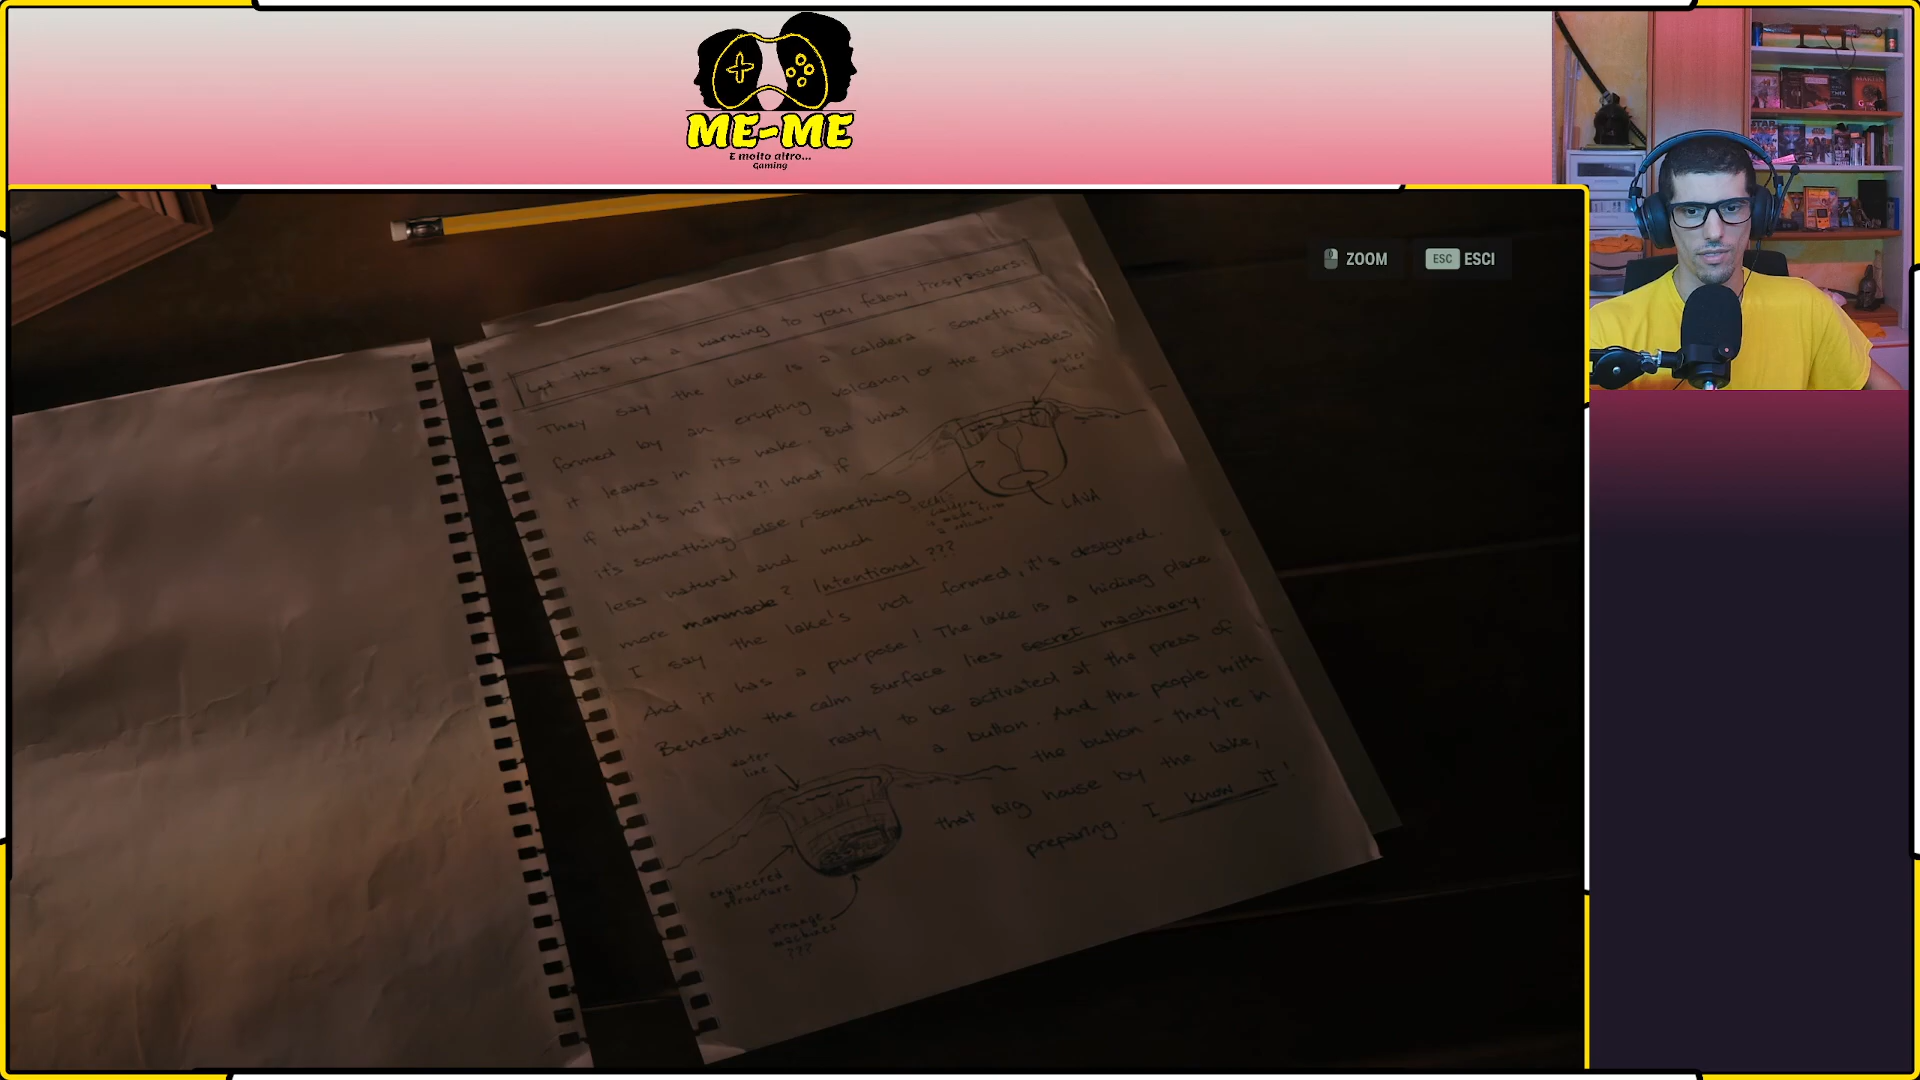 ME-ME
E molto altro...
Gaming
ZOOM
ESC ESCI
Let this be a warning to you, fellow trespassers:
They say the lake is a caldera - something
formed by an erupting volcano, or the sinkholes
it leaves in its wake. But what
if that's not true?! What if
it's something else, something
less natural and much
more manmade? Intentional???
water
line
LAVA
I say the lake's not formed, it's designed.
And it has a purpose! The lake is a hiding place
Beneath the calm surface lies secret machinery.
ready to be activated at the press of
a button. And the people with
the button - they're in
that big house by the lake,
preparing. I know it!
water
line
engineered
structure
strange
machines
???